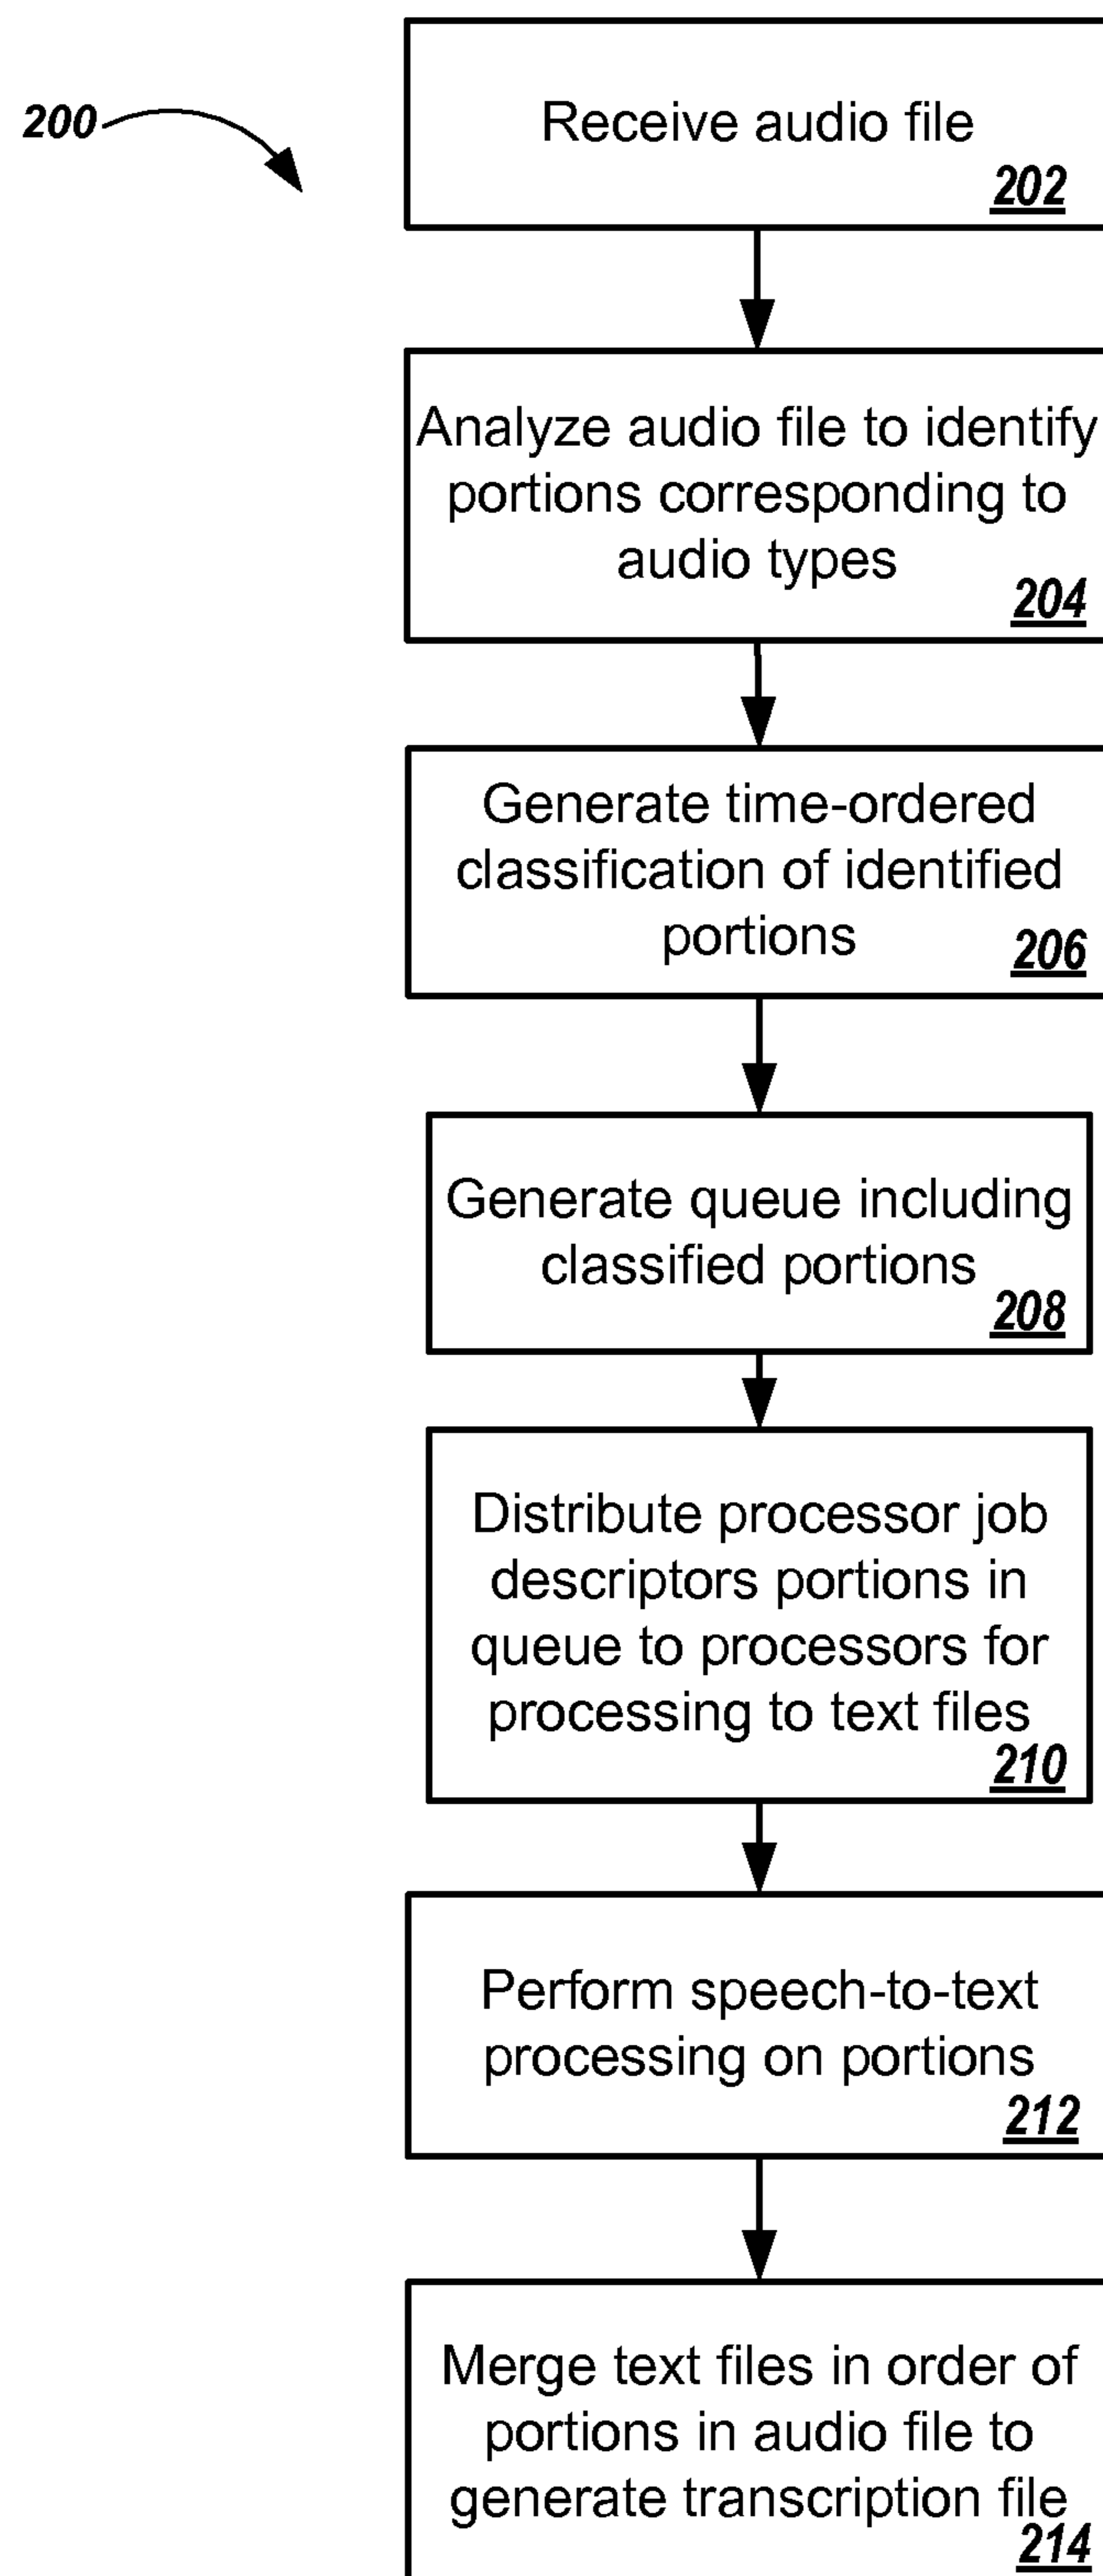 200
Receive audio file
202
Analyze audio file to identify
portions corresponding to
audio types
204
Generate time-ordered
classification of identified
portions
206
Generate queue including
classified portions
208
Distribute processor job
descriptors portions in
queue to processors for
processing to text files
210
Perform speech-to-text
processing on portions
212
Merge text files in order of
portions in audio file to
generate transcription file
214